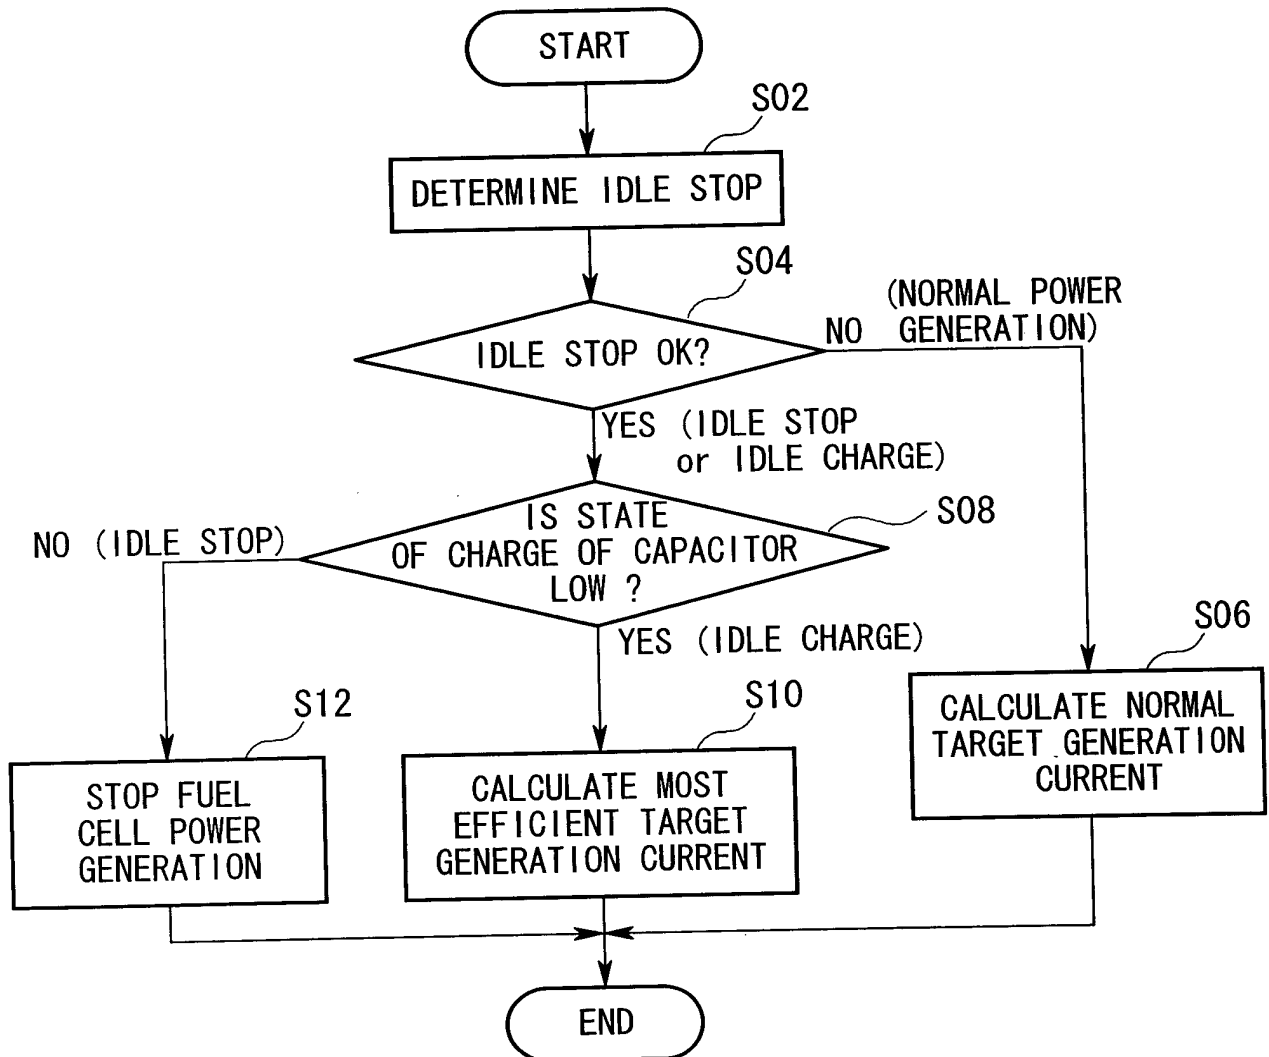 START
S02
DETERMINE IDLE STOP
S04
(NORMAL POWER
NO GENERATION)
IDLE STOP OK?
YES (IDLE STOP
or IDLE CHARGE)
S08
IS STATE
OF CHARGE OF CAPACITOR
LOW ?
NO (IDLE STOP)
YES (IDLE CHARGE)
S06
CALCULATE NORMAL
TARGET GENERATION
CURRENT
S12
STOP FUEL
CELL POWER
GENERATION
S10
CALCULATE MOST
EFFICIENT TARGET
GENERATION CURRENT
END